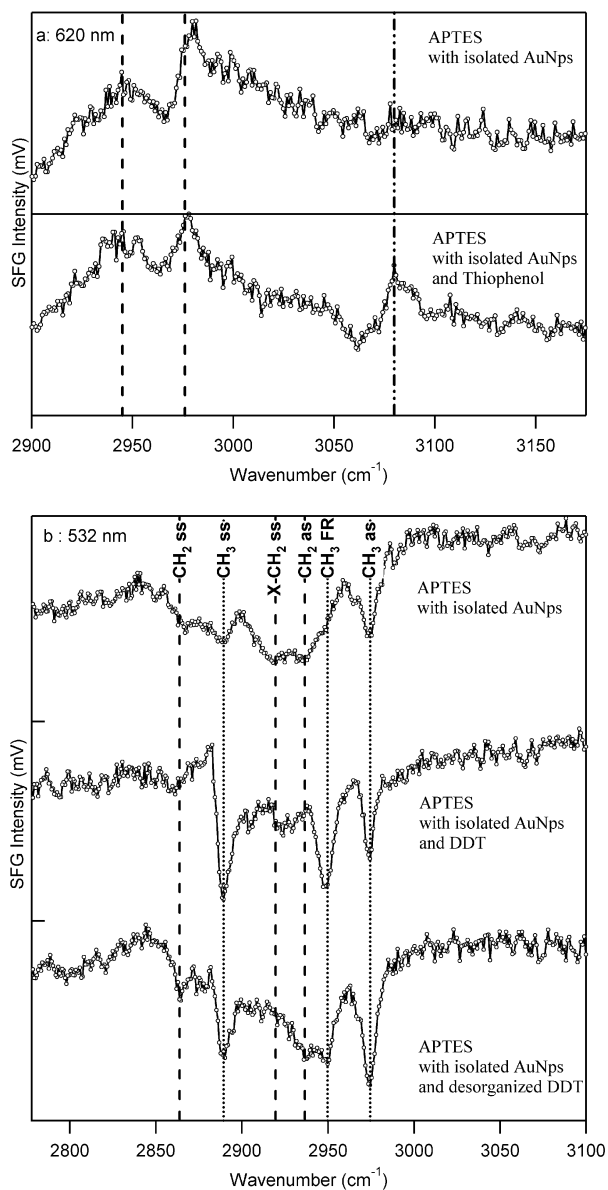 a: 620 nm
APTES
with isolated AuNps
APTES
with isolated AuNps
and Thiophenol
SFG Intensity (mV)
2900 2950 3000 3050 3100 3150
Wavenumber (cm⁻¹)
b : 532 nm
-CH₂ ss-
-CH₃ ss-
X-CH₂ ss-
-CH₂ as-
-CH₃ FR
-CH₃ as-
APTES
with isolated AuNps
APTES
with isolated AuNps
and DDT
APTES
with isolated AuNps
and desorganized DDT
SFG Intensity (mV)
2800 2850 2900 2950 3000 3050 3100
Wavenumber (cm⁻¹)